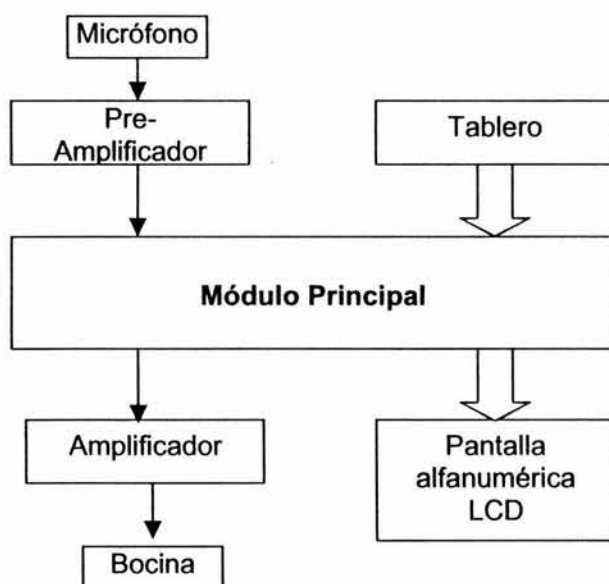 Micrófono
Pre-
Amplificador
Tablero
Módulo Principal
Amplificador
Pantalla
alfanumérica
LCD
Bocina